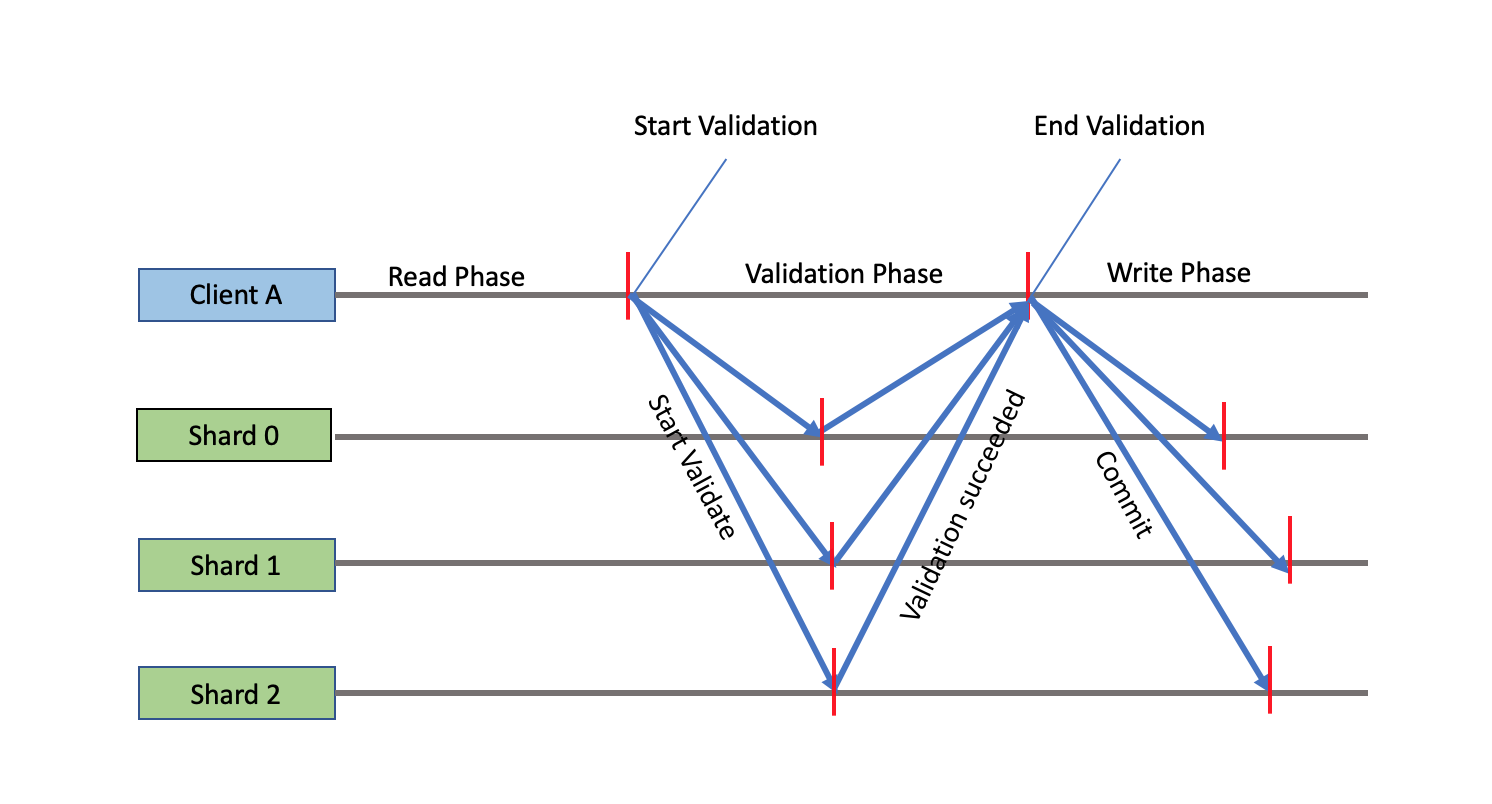 Start Validation
End Validation
Client A
Read Phase
Validation Phase
Write Phase
Shard 0
Start Validate
Validation succeeded
Commit
Shard 1
Shard 2